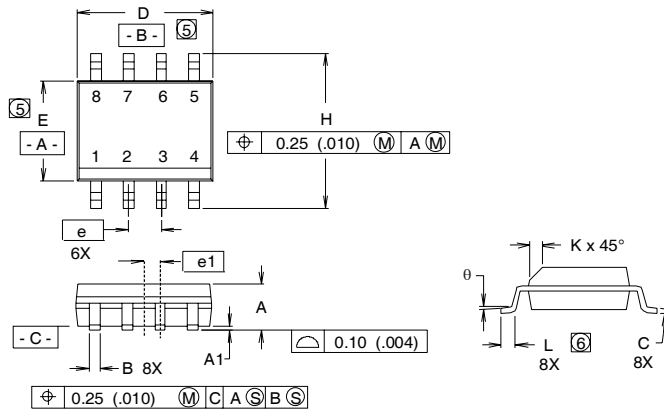 D
- B - 5
8 7 6 5
5 E
- A -
H
1 2 3 4
⌖ 0.25 (.010) Ⓜ A Ⓜ
e
6X
e1
K x 45°
θ
A
- C -
A1
⌓ 0.10 (.004)
B 8X
L 6
8X
C
8X
⌖ 0.25 (.010) Ⓜ C A Ⓢ B Ⓢ